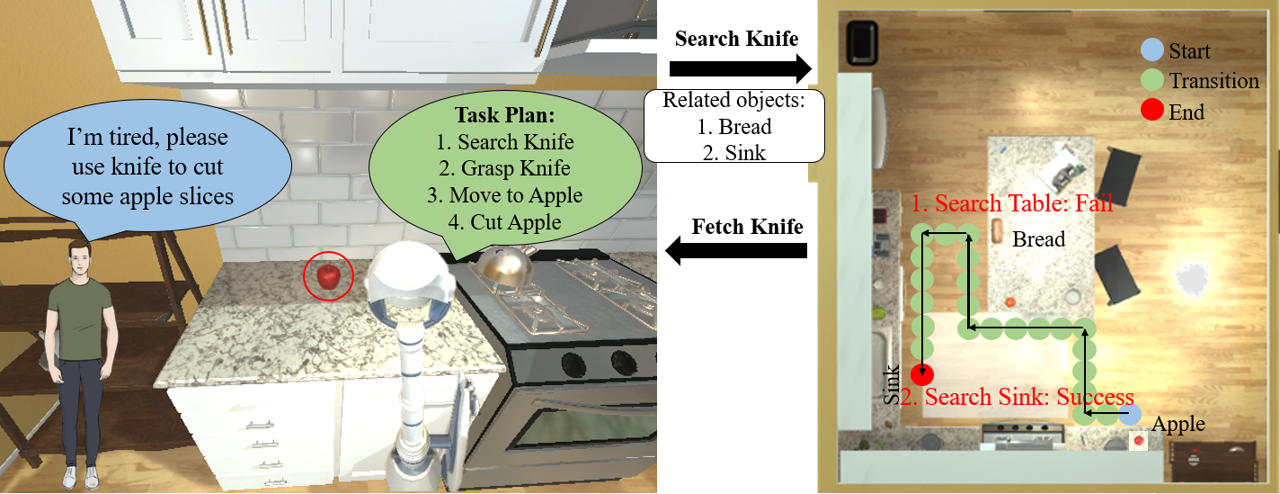 I'm tired, please
use knife to cut
some apple slices
Task Plan:
1. Search Knife
2. Grasp Knife
3. Move to Apple
4. Cut Apple
Search Knife
Related objects:
1. Bread
2. Sink
Fetch Knife
Start
Transition
End
1. Search Table: Fail
Bread
Sink
2. Search Sink: Success
Apple